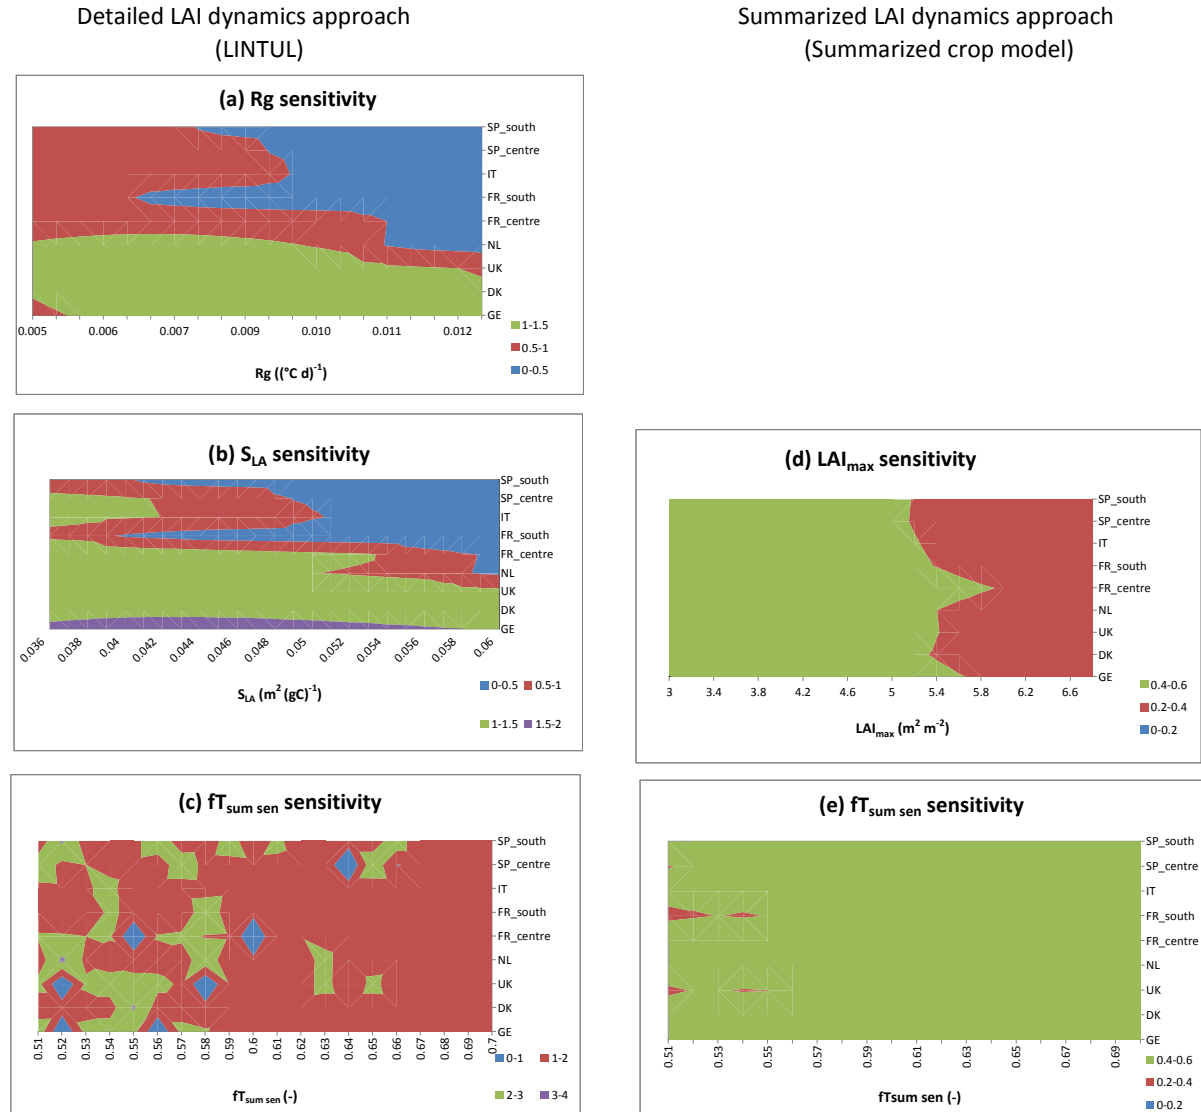 Detailed LAI dynamics approach
(LINTUL)
Summarized LAI dynamics approach
(Summarized crop model)
(a) Rg sensitivity
SP_south
SP_centre
IT
FR_south
FR_centre
NL
UK
DK
GE
0.005 0.006 0.007 0.009 0.010 0.011 0.012
Rg ((°C d)-1)
1-1.5
0.5-1
0-0.5
(b) SLA sensitivity
SP_south
SP_centre
IT
FR_south
FR_centre
NL
UK
DK
GE
0.036 0.038 0.04 0.042 0.044 0.046 0.048 0.05 0.052 0.054 0.056 0.058 0.06
SLA (m2 (gC)-1)
0-0.5 0.5-1
1-1.5 1.5-2
(d) LAImax sensitivity
SP_south
SP_centre
IT
FR_south
FR_centre
NL
UK
DK
GE
3 3.4 3.8 4.2 4.6 5 5.4 5.8 6.2 6.6
LAImax (m2 m-2)
0.4-0.6
0.2-0.4
0-0.2
(c) fTsum sen sensitivity
SP_south
SP_centre
IT
FR_south
FR_centre
NL
UK
DK
GE
0.51 0.52 0.53 0.54 0.55 0.56 0.57 0.58 0.59 0.6 0.61 0.62 0.63 0.64 0.65 0.66 0.67 0.68 0.69 0.7
fTsum sen (-)
0-1 1-2
2-3 3-4
(e) fTsum sen sensitivity
SP_south
SP_centre
IT
FR_south
FR_centre
NL
UK
DK
GE
0.51 0.53 0.55 0.57 0.59 0.61 0.63 0.65 0.67 0.69
fTsum sen (-)
0.4-0.6
0.2-0.4
0-0.2